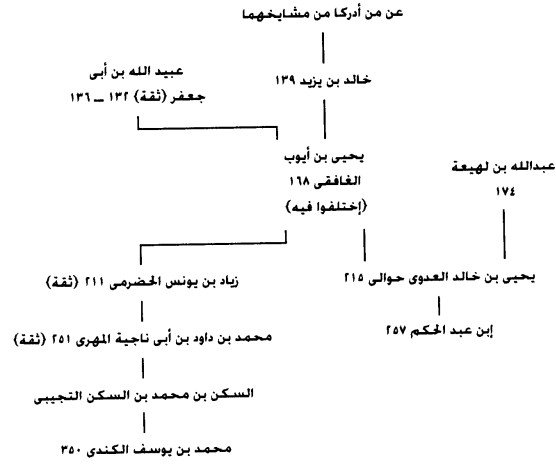 عن من أدركا من مشايخهما
خالد بن يزيد ١٣٩
عبيد الله بن أبى
جعفر (ثقة) ١٣٢ ــ ١٣٦
يحيى بن أيوب
الغافقى ١٦٨
(إختلفوا فيه)
عبدالله بن لهيعة
١٧٤
زياد بن يونس الحضرمى ٢١١ (ثقة)
يحيى بن خالد العدوى حوالى ٢١٥
محمد بن داود بن أبى ناجية المهرى ٢٥١ (ثقة)
إبن عبد الحكم ٢٥٧
السكن بن محمد بن السكن التجيبى
محمد بن يوسف الكندى ٣٥٠